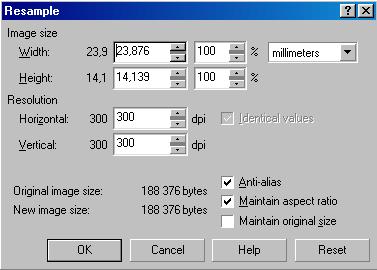 Resample
Image size
Width: 23,9 23,876 100 % millimeters
Height: 14,1 14,139 100 %
Resolution
Horizontal: 300 300 dpi Identical values
Vertical: 300 300 dpi
Anti-alias
Original image size: 188 376 bytes
Maintain aspect ratio
New image size: 188 376 bytes
Maintain original size
OK Cancel Help Reset